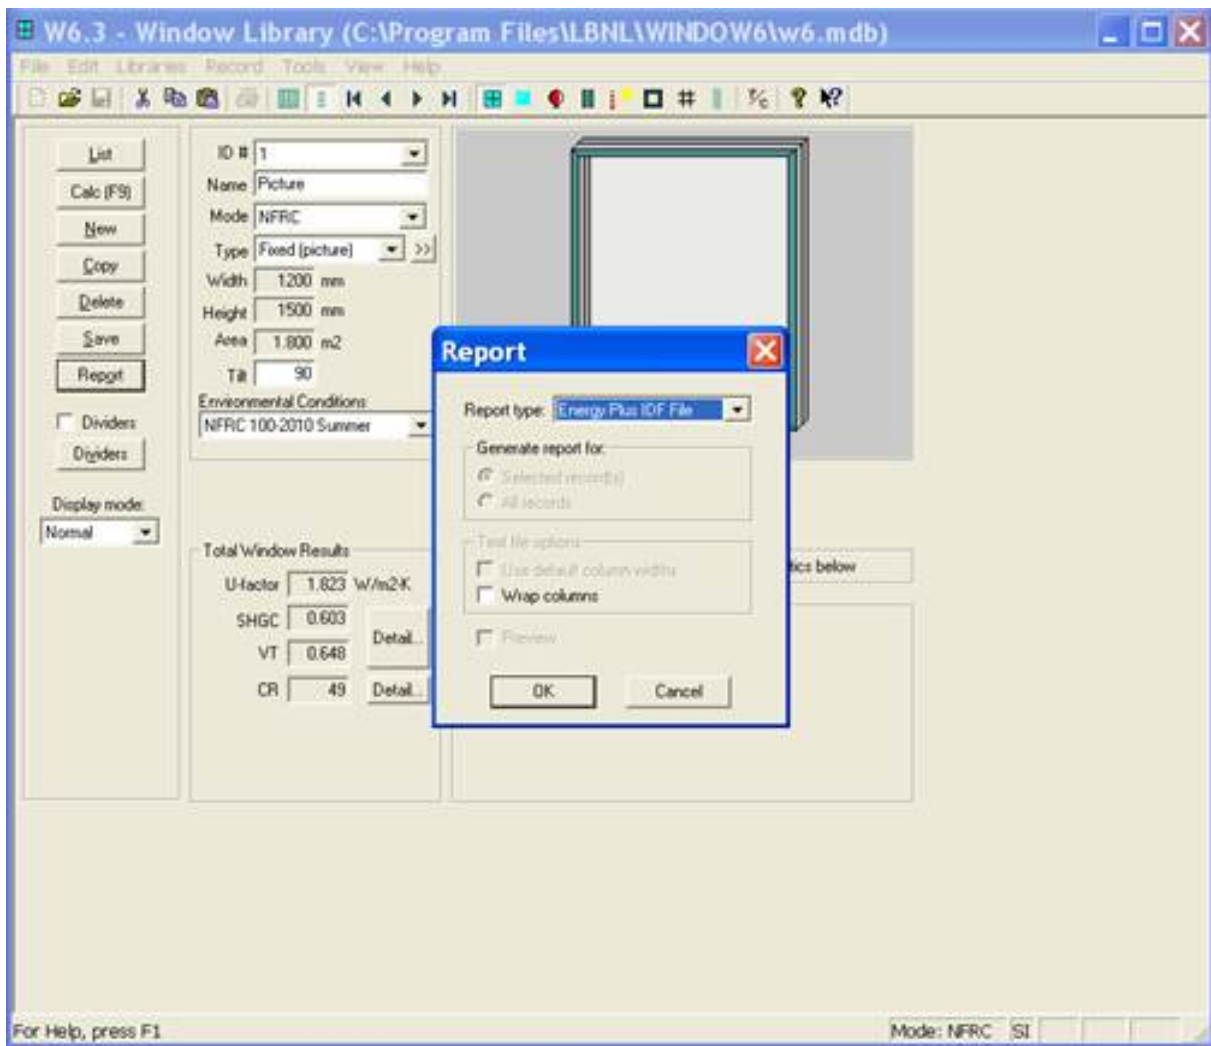 W6.3 - Window Library (C:\Program Files\LBNL\WINDOW6\w6.mdb)
File Edit Libraries Record Tools View Help
List
Calc (F9)
New
Copy
Delete
Save
Report
Dividers
Dividers
Display mode:
Normal
ID # 1
Name Picture
Mode NFRC
Type Fixed (picture) >>
Width 1200 mm
Height 1500 mm
Area 1.800 m2
Tilt 90
Environmental Conditions
NFRC 100-2010 Summer
Total Window Results
U-factor 1.823 W/m2-K
SHGC 0.603
Detail...
VT 0.648
CR 49 Detail...
tics below
Report
Report type: Energy Plus IDF File
Generate report for:
Selected record(s)
All records
Text file options
Use default column widths
Wrap columns
Preview
OK Cancel
For Help, press F1
Mode: NFRC SI